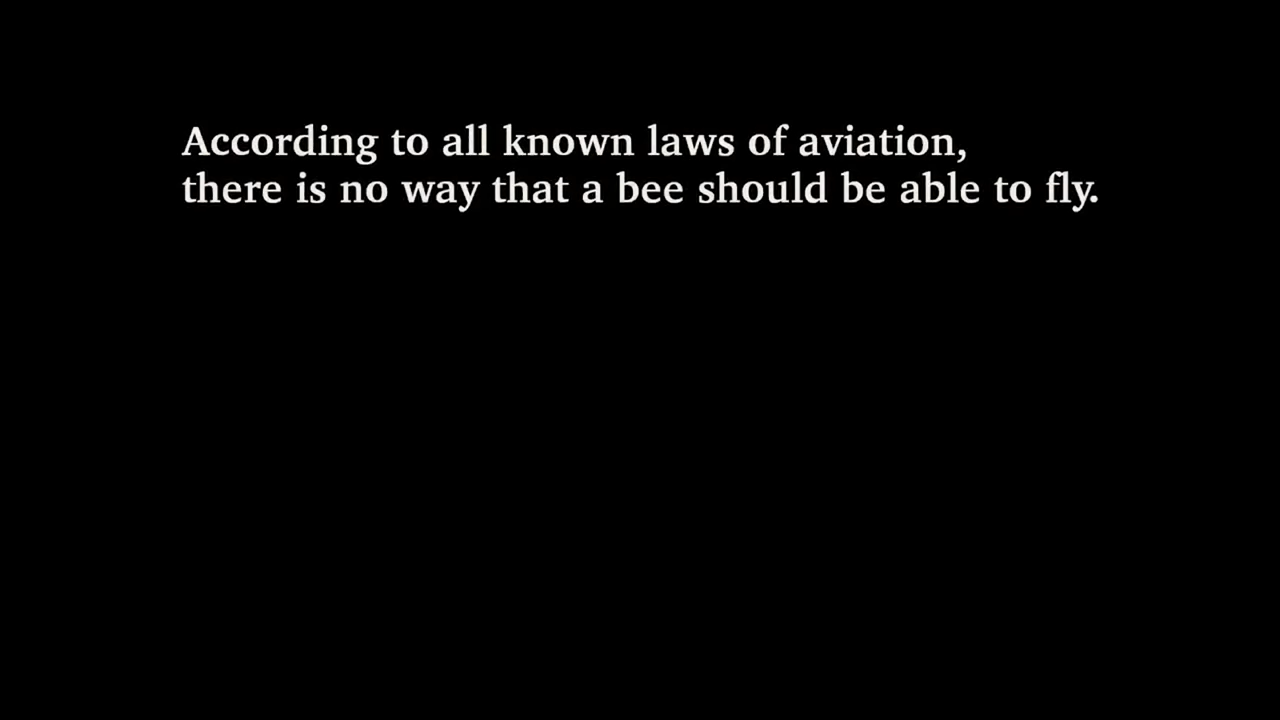 According to all known laws of aviation,
there is no way that a bee should be able to fly.